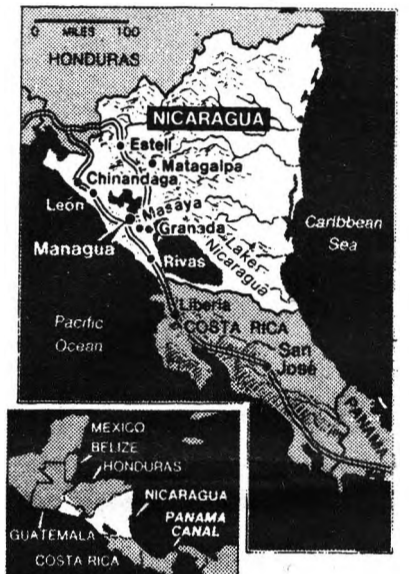 0 MILES 100
HONDURAS
NICARAGUA
Estelí
Matagalpa
Chinandaga
León
Masaya
Managua
Granada
Caribbean
Sea
Lake
Nicaragua
Rivas
Liberia
Pacific
Ocean
COSTA RICA
San
José
PANAMA
MEXICO
BELIZE
HONDURAS
NICARAGUA
GUATEMALA
PANAMA
CANAL
COSTA RICA